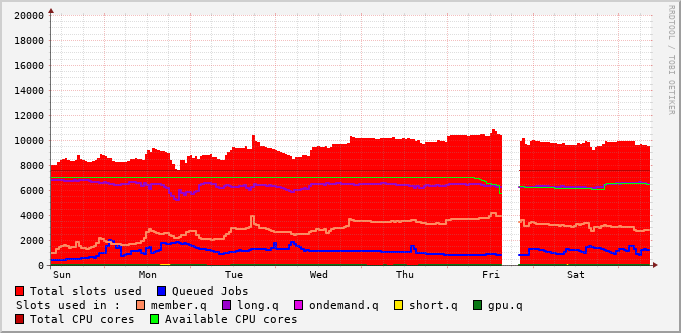 RRDTOOL / TOBI OETIKER
20000
18000
16000
14000
12000
10000
8000
6000
4000
2000
0
Sun Mon Tue Wed Thu Fri Sat
Total slots used Queued Jobs
Slots used in : member.q long.q ondemand.q short.q gpu.q
Total CPU cores Available CPU cores